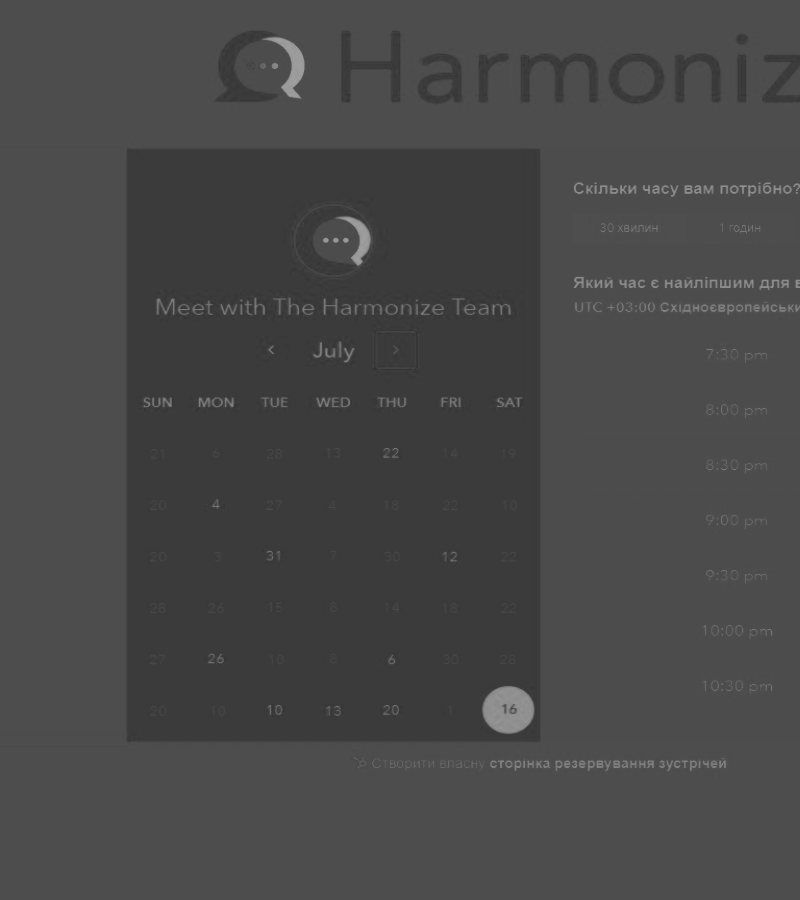 Harmoniz
Meet with The Harmonize Team
July
SUN MON TUE WED THU FRI SAT
21 6 28 13 22 14 19
20 4 27 4 18 22 10
20 3 31 7 30 12 22
28 26 15 8 14 18 22
27 26 10 8 6 30 28
20 10 10 13 20 1 16
Скільки часу вам потрібно?
30 хвилин 1 годин
Який час є найліпшим для в
UTC +03:00 Східноєвропейськи
7:30 pm
8:00 pm
8:30 pm
9:00 pm
9:30 pm
10:00 pm
10:30 pm
Створити власну сторінка резервування зустрічей